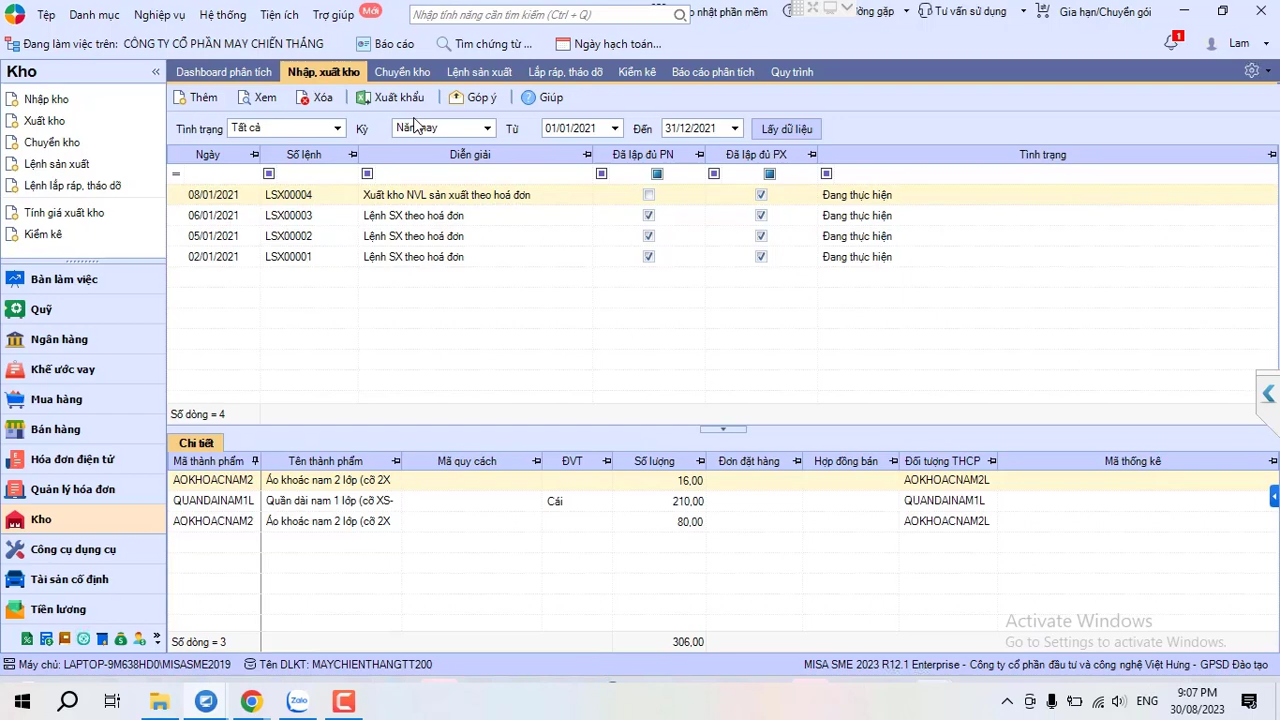 Tệp Danh mục Nghiệp vụ Hệ thống Tiện ích Trợ giúp Mới Nhập tính năng cần tìm kiếm (Ctrl + Q) nhật phần mềm gặp Tư vấn sử dụng Gia hạn/Chuyển gói
Đang làm việc trên: CÔNG TY CỔ PHẦN MAY CHIẾN THẮNG Báo cáo Tìm chứng từ ... Ngày hạch toán... 1 Lam
Kho « Dashboard phân tích Nhập, xuất kho Chuyển kho Lệnh sản xuất Lắp ráp, tháo dỡ Kiểm kê Báo cáo phân tích Quy trình
Thêm Xem Xóa Xuất khẩu Góp ý Giúp
Tình trạng Tất cả Kỳ Năm nay Từ 01/01/2021 Đến 31/12/2021 Lấy dữ liệu
Nhập kho
Xuất kho
Chuyển kho
Lệnh sản xuất
Lệnh lắp ráp, tháo dỡ
Tính giá xuất kho
Kiểm kê
Bàn làm việc
Quỹ
Ngân hàng
Khế ước vay
Mua hàng
Bán hàng
Hóa đơn điện tử
Quản lý hóa đơn
Kho
Công cụ dụng cụ
Tài sản cố định
Tiền lương
Ngày Số lệnh Diễn giải Đã lập đủ PN Đã lập đủ PX Tình trạng
08/01/2021 LSX00004 Xuất kho NVL sản xuất theo hoá đơn Đang thực hiện
06/01/2021 LSX00003 Lệnh SX theo hoá đơn Đang thực hiện
05/01/2021 LSX00002 Lệnh SX theo hoá đơn Đang thực hiện
02/01/2021 LSX00001 Lệnh SX theo hoá đơn Đang thực hiện
Số dòng = 4
Chi tiết
Mã thành phẩm Tên thành phẩm Mã quy cách ĐVT Số lượng Đơn đặt hàng Hợp đồng bán Đối tượng THCP Mã thống kê
AOKHOACNAM2 Áo khoác nam 2 lớp (cỡ 2X 16,00 AOKHOACNAM2L
QUANDAINAM1L Quần dài nam 1 lớp (cỡ XS- Cái 210,00 QUANDAINAM1L
AOKHOACNAM2 Áo khoác nam 2 lớp (cỡ 2X 80,00 AOKHOACNAM2L
Số dòng = 3 306,00
Activate Windows
Go to Settings to activate Windows.
Máy chủ: LAPTOP-9M638HD0\MISASME2019 Tên DLKT: MAYCHIENTHANGTT200 MISA SME 2023 R12.1 Enterprise - Công ty cổ phần đầu tư và công nghệ Việt Hưng - GPSD Đào tạo
Zalo ENG 9:07 PM
30/08/2023